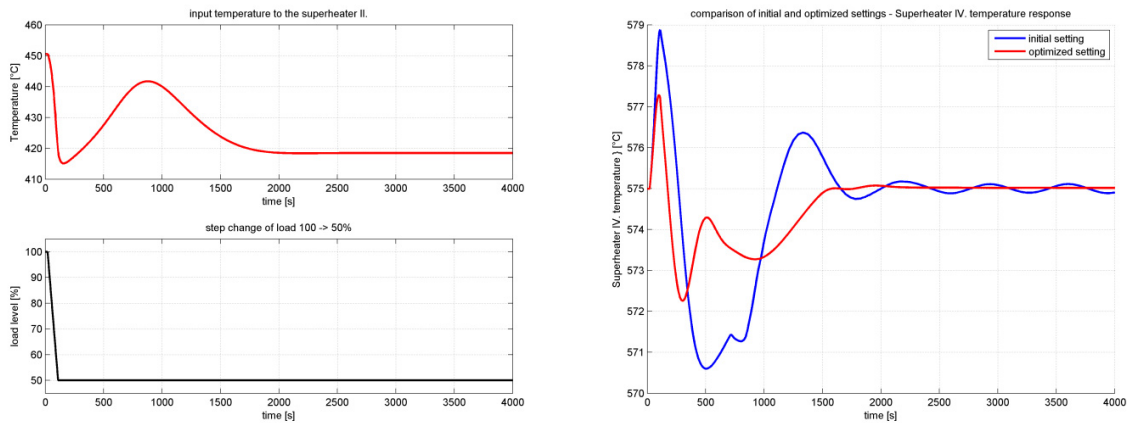 input temperature to the superheater II.
460
450
440
430
420
410
Temperature [°C]
0 500 1000 1500 2000 2500 3000 3500 4000
time [s]
step change of load 100 -> 50%
100
90
80
70
60
50
load level [%]
0 500 1000 1500 2000 2500 3000 3500 4000
time [s]
comparison of initial and optimized settings - Superheater IV. temperature response
579
578
577
576
575
574
573
572
571
570
Superheater IV. temperature } [°C]
initial setting
optimized setting
0 500 1000 1500 2000 2500 3000 3500 4000
time [s]